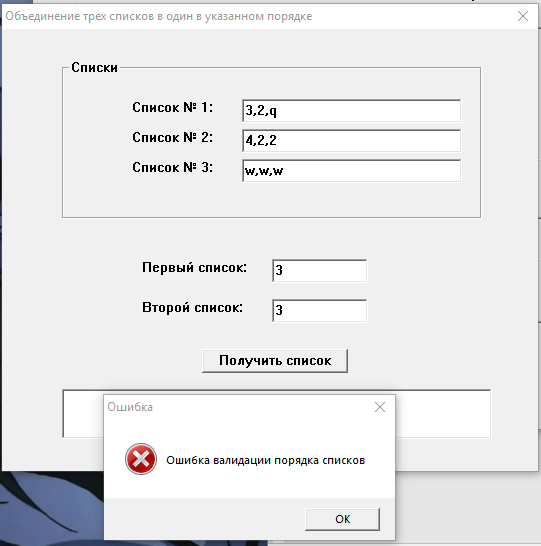 Объединение трех списков в один в указанном порядке
Списки
Список № 1: 3,2,q
Список № 2: 4,2,2
Список № 3: w,w,w
Первый список: 3
Второй список: 3
Получить список
Ошибка
Ошибка валидации порядка списков
OK